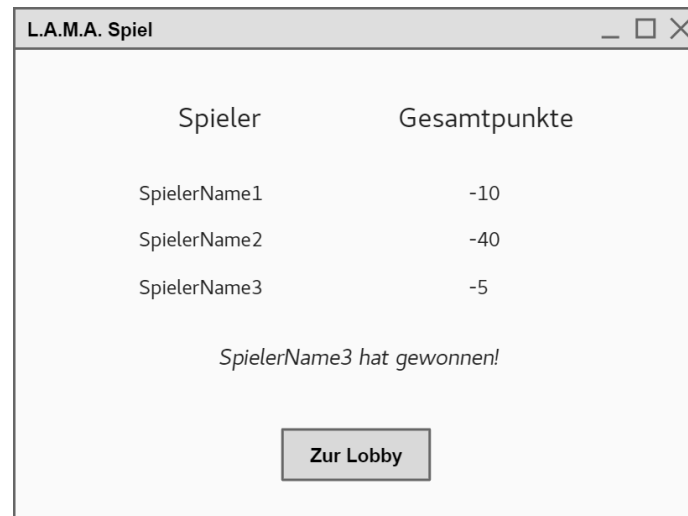 L.A.M.A. Spiel
Spieler Gesamtpunkte
SpielerName1 -10
SpielerName2 -40
SpielerName3 -5
SpielerName3 hat gewonnen!
Zur Lobby